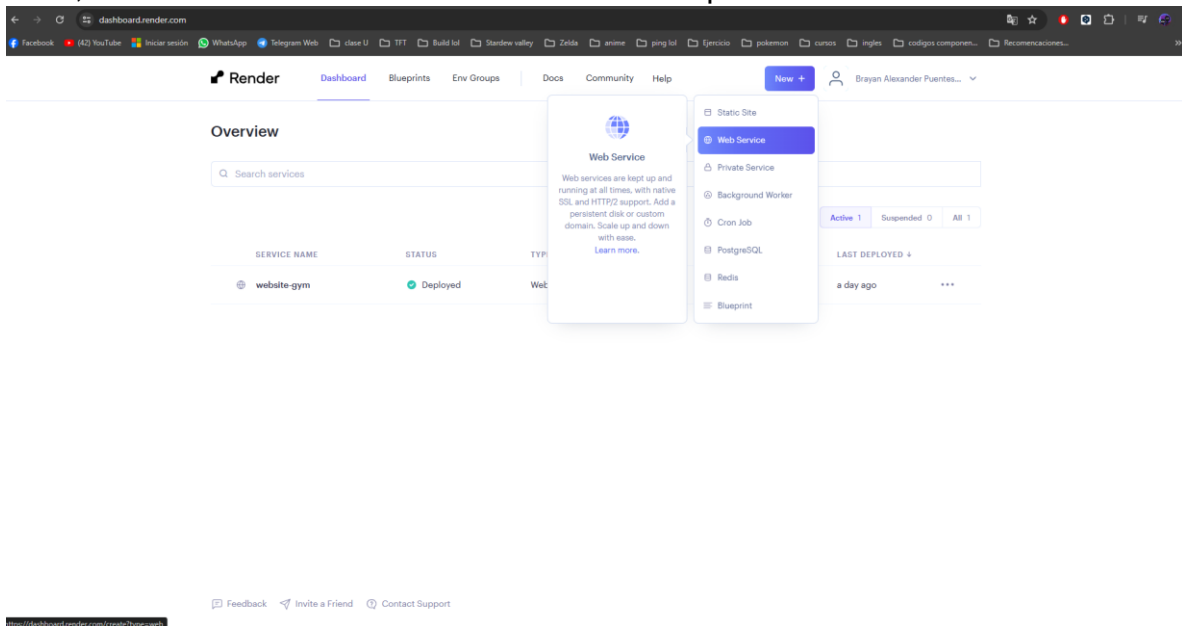 dashboard.render.com
Facebook (42) YouTube Iniciar sesión WhatsApp Telegram Web clase U TFT Build lol Stardew valley Zelda anime ping lol Ejercicio pokemon cursos ingles codigos componen... Recomencaciones... »
Render Dashboard Blueprints Env Groups Docs Community Help New + Brayan Alexander Puentes...
Overview
Search services
Web Service
Web services are kept up and
running at all times, with native
SSL and HTTP/2 support. Add a
persistent disk or custom
domain. Scale up and down
with ease.
Learn more.
Static Site
Web Service
Private Service
Background Worker
Cron Job
PostgreSQL
Redis
Blueprint
Active 1 Suspended 0 All 1
SERVICE NAME STATUS TYP LAST DEPLOYED ↓
website-gym Deployed Web a day ago •••
Feedback Invite a Friend Contact Support
https://dashboard.render.com/create?type=web